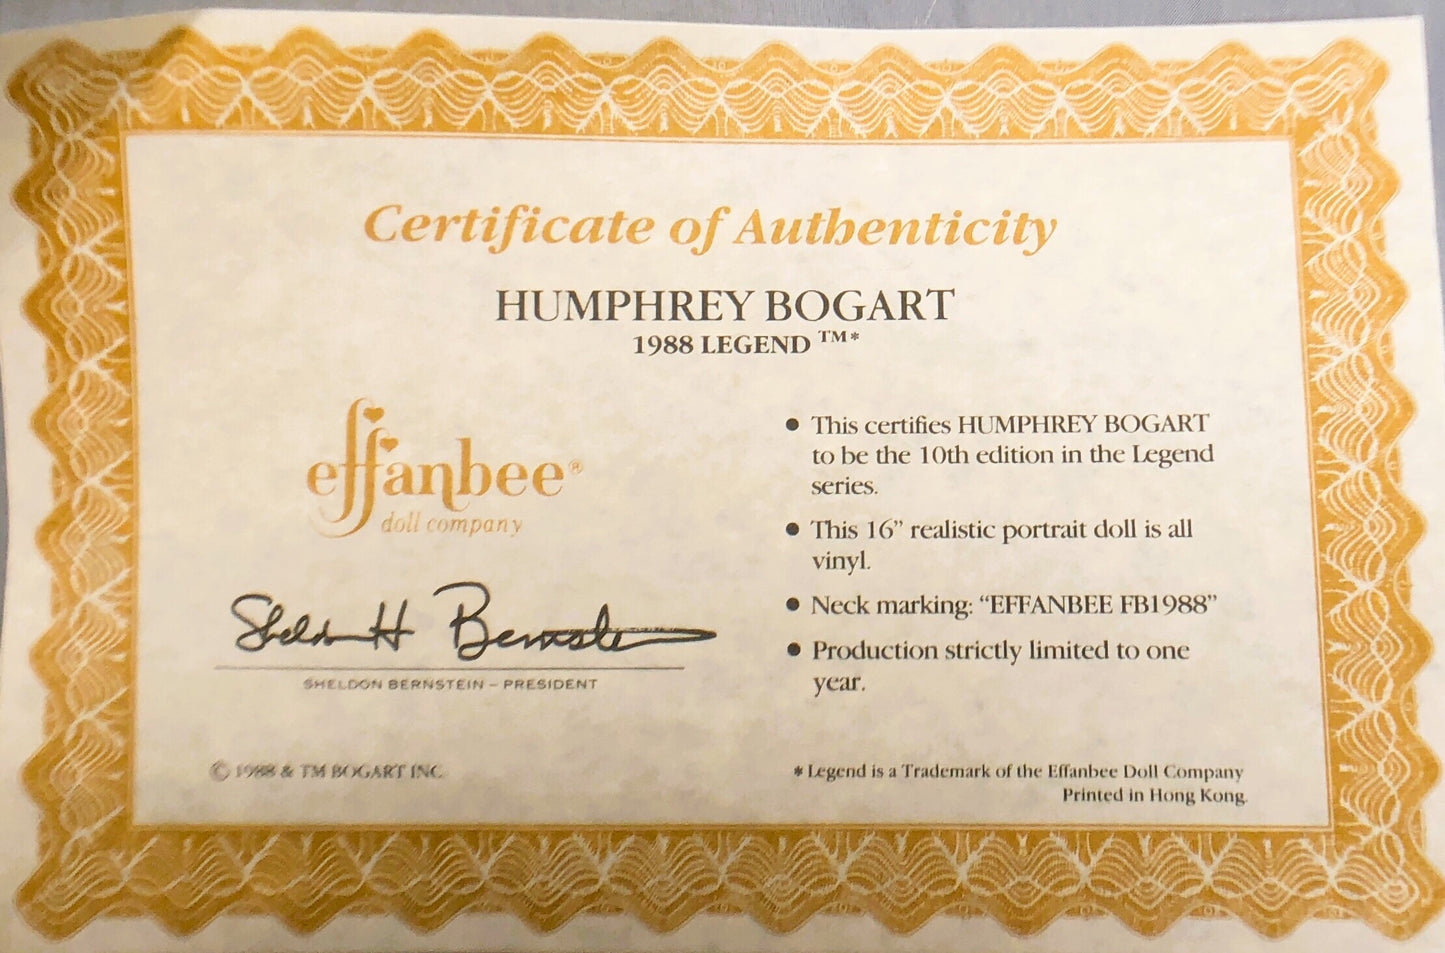 Certificate of Authenticity
HUMPHREY BOGART
1988 LEGEND ™*
effanbee®
doll company
Sheldon H Bernstein
SHELDON BERNSTEIN – PRESIDENT
© 1988 & TM BOGART INC.
● This certifies HUMPHREY BOGART
to be the 10th edition in the Legend
series.
● This 16” realistic portrait doll is all
vinyl.
● Neck marking: “EFFANBEE FB1988”
● Production strictly limited to one
year.
* Legend is a Trademark of the Effanbee Doll Company
Printed in Hong Kong.